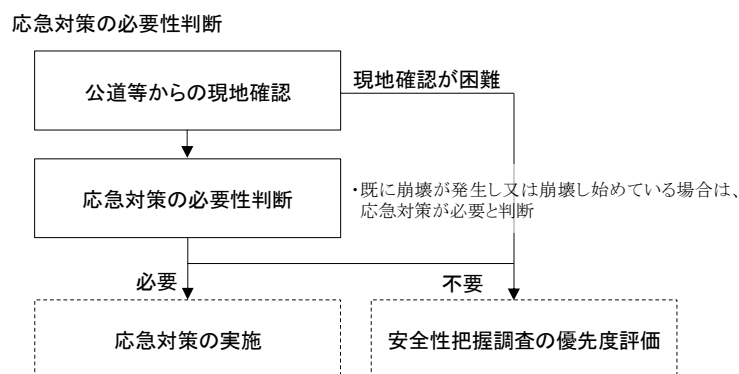 応急対策の必要性判断
公道等からの現地確認
現地確認が困難
応急対策の必要性判断
・既に崩壊が発生し又は崩壊し始めている場合は、
応急対策が必要と判断
必要
不要
応急対策の実施
安全性把握調査の優先度評価